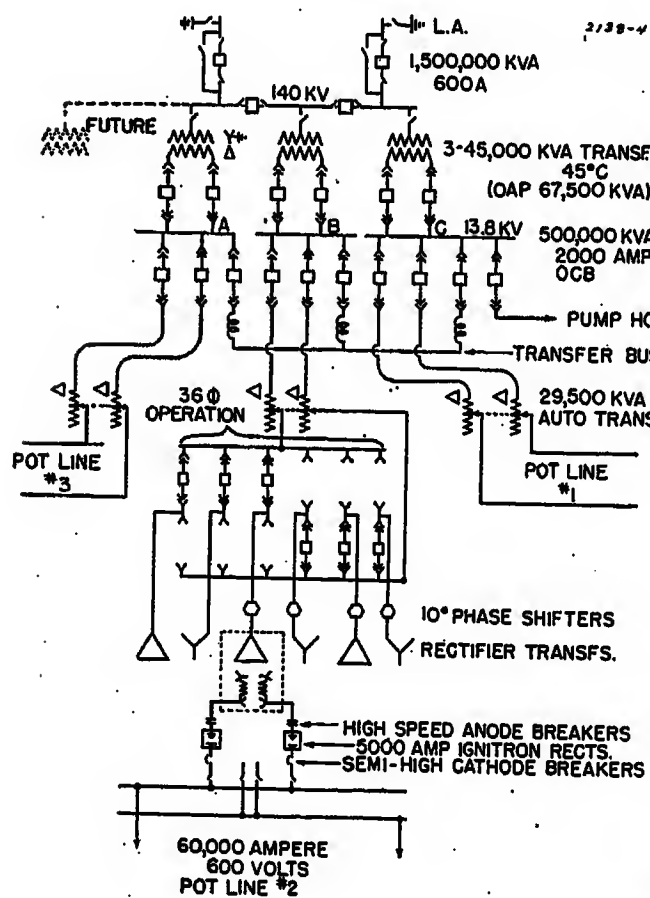 L.A.
2138-4
1,500,000 KVA
600A
140 KV
FUTURE
3-45,000 KVA TRANSF
45°C
(OAP 67,500 KVA)
A
B
C
13.8 KV
500,000 KVA
2000 AMP
OCB
PUMP HO
TRANSFER BUS
36Φ
OPERATION
29,500 KVA
AUTO TRANS
POT LINE
#3
POT LINE
#1
10° PHASE SHIFTERS
RECTIFIER TRANSFS.
HIGH SPEED ANODE BREAKERS
5000 AMP IGNITRON RECTS.
SEMI-HIGH CATHODE BREAKERS
60,000 AMPERE
600 VOLTS
POT LINE #2